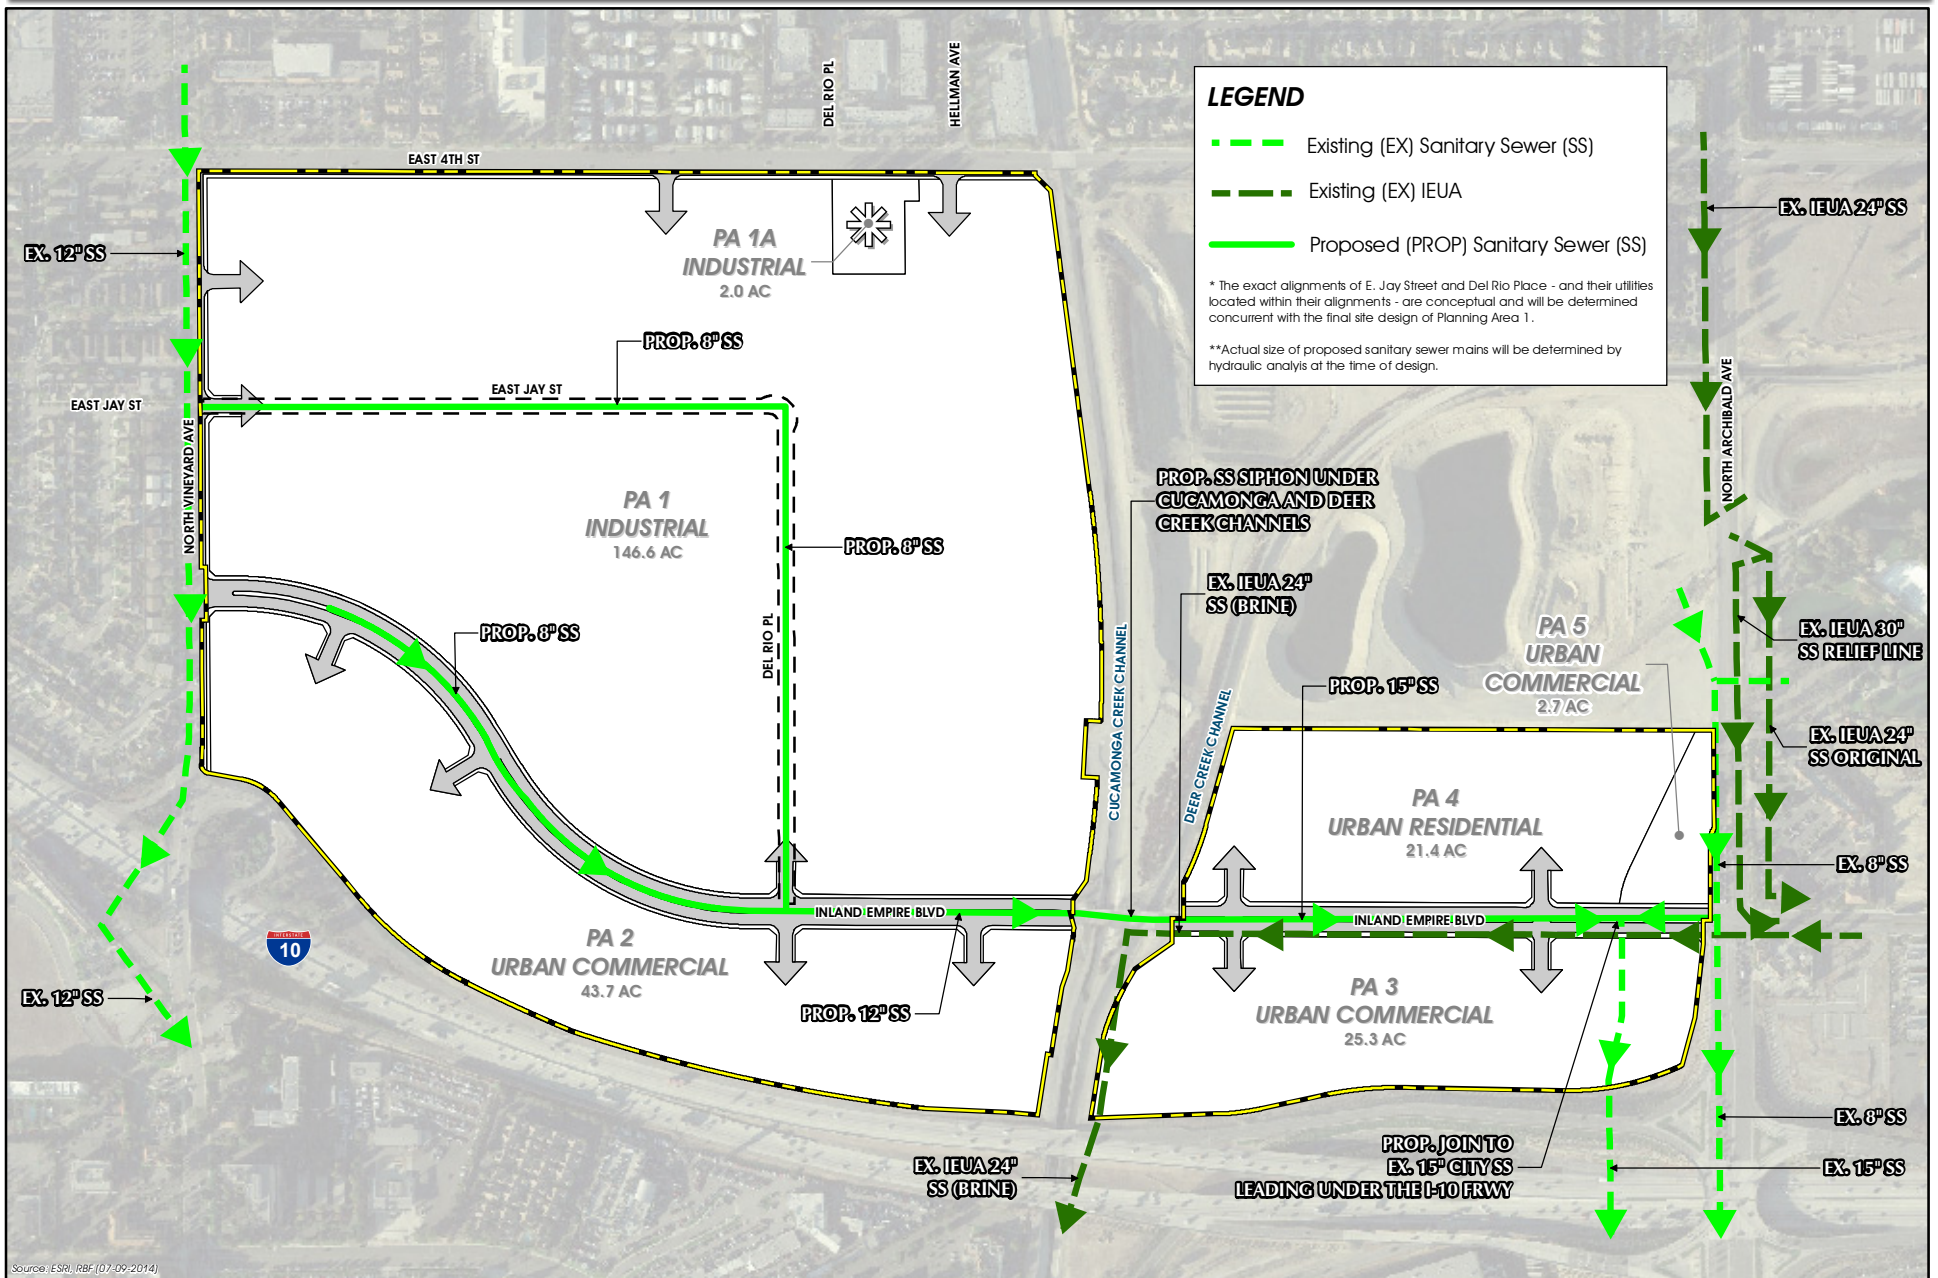 DEL RIO PL
HELLMAN AVE
EAST 4TH ST
LEGEND
Existing (EX) Sanitary Sewer (SS)
Existing (EX) IEUA
Proposed (PROP) Sanitary Sewer (SS)
* The exact alignments of E. Jay Street and Del Rio Place - and their utilities
located within their alignments - are conceptual and will be determined
concurrent with the final site design of Planning Area 1.
**Actual size of proposed sanitary sewer mains will be determined by
hydraulic analyis at the time of design.
EX. IEUA 24" SS
EX. 12" SS
PA 1A
INDUSTRIAL
2.0 AC
PROP. 8" SS
EAST JAY ST
EAST JAY ST
NORTH VINEYARD AVE
NORTH ARCHIBALD AVE
PA 1
INDUSTRIAL
146.6 AC
PROP. 8" SS
PROP. SS SIPHON UNDER
CUCAMONGA AND DEER
CREEK CHANNELS
EX. IEUA 24"
SS (BRINE)
PROP. 8" SS
DEL RIO PL
CUCAMONGA CREEK CHANNEL
DEER CREEK CHANNEL
PROP. 15" SS
PA 5
URBAN
COMMERCIAL
2.7 AC
EX. IEUA 30"
SS RELIEF LINE
EX. IEUA 24"
SS ORIGINAL
PA 4
URBAN RESIDENTIAL
21.4 AC
EX. 8" SS
INLAND EMPIRE BLVD
INLAND EMPIRE BLVD
INTERSTATE
10
PA 2
URBAN COMMERCIAL
43.7 AC
PROP. 12" SS
PA 3
URBAN COMMERCIAL
25.3 AC
EX. 12" SS
EX. IEUA 24"
SS (BRINE)
PROP. JOIN TO
EX. 15" CITY SS
LEADING UNDER THE I-10 FRWY
EX. 8" SS
EX. 15" SS
Source: ESRI, RBF (07-09-2014)